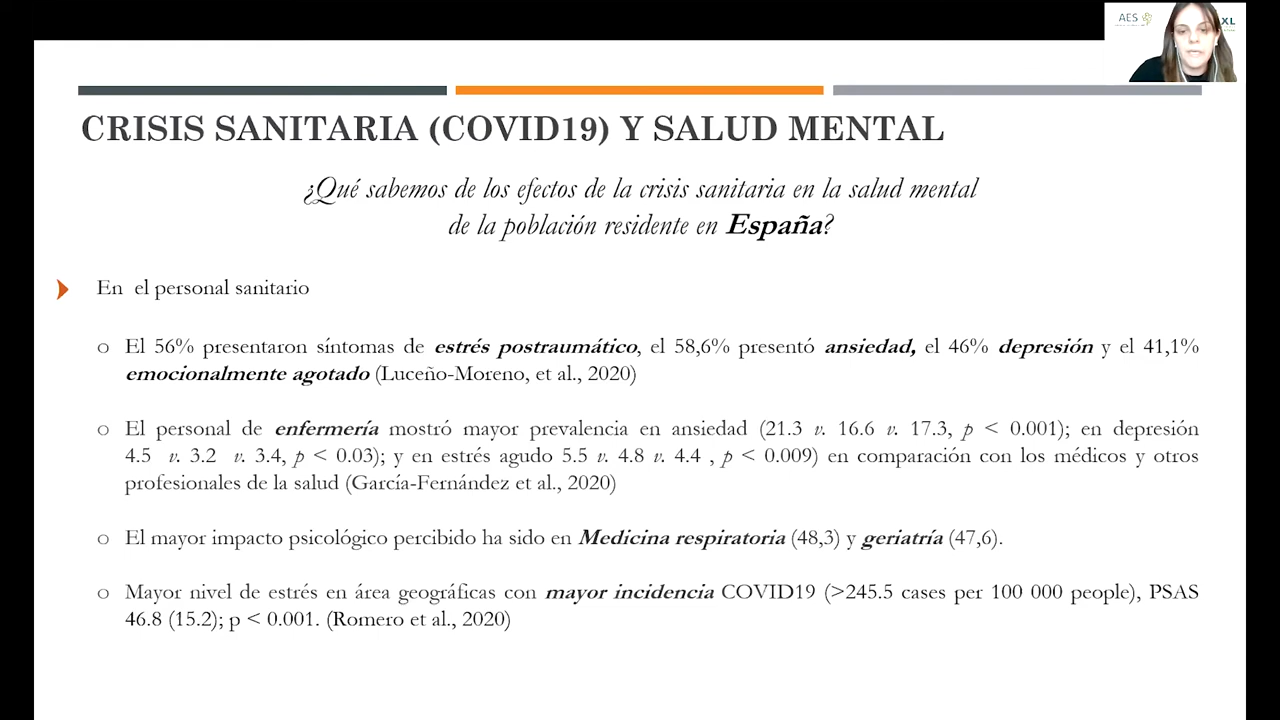 AES
XL
CRISIS SANITARIA (COVID19) Y SALUD MENTAL
¿Qué sabemos de los efectos de la crisis sanitaria en la salud mental
de la población residente en España?
En el personal sanitario
o El 56% presentaron síntomas de estrés postraumático, el 58,6% presentó ansiedad, el 46% depresión y el 41,1%
emocionalmente agotado (Luceño-Moreno, et al., 2020)
o El personal de enfermería mostró mayor prevalencia en ansiedad (21.3 v. 16.6 v. 17.3, p < 0.001); en depresión
4.5 v. 3.2 v. 3.4, p < 0.03); y en estrés agudo 5.5 v. 4.8 v. 4.4 , p < 0.009) en comparación con los médicos y otros
profesionales de la salud (García-Fernández et al., 2020)
o El mayor impacto psicológico percibido ha sido en Medicina respiratoria (48,3) y geriatría (47,6).
o Mayor nivel de estrés en área geográficas con mayor incidencia COVID19 (>245.5 cases per 100 000 people), PSAS
46.8 (15.2); p < 0.001. (Romero et al., 2020)